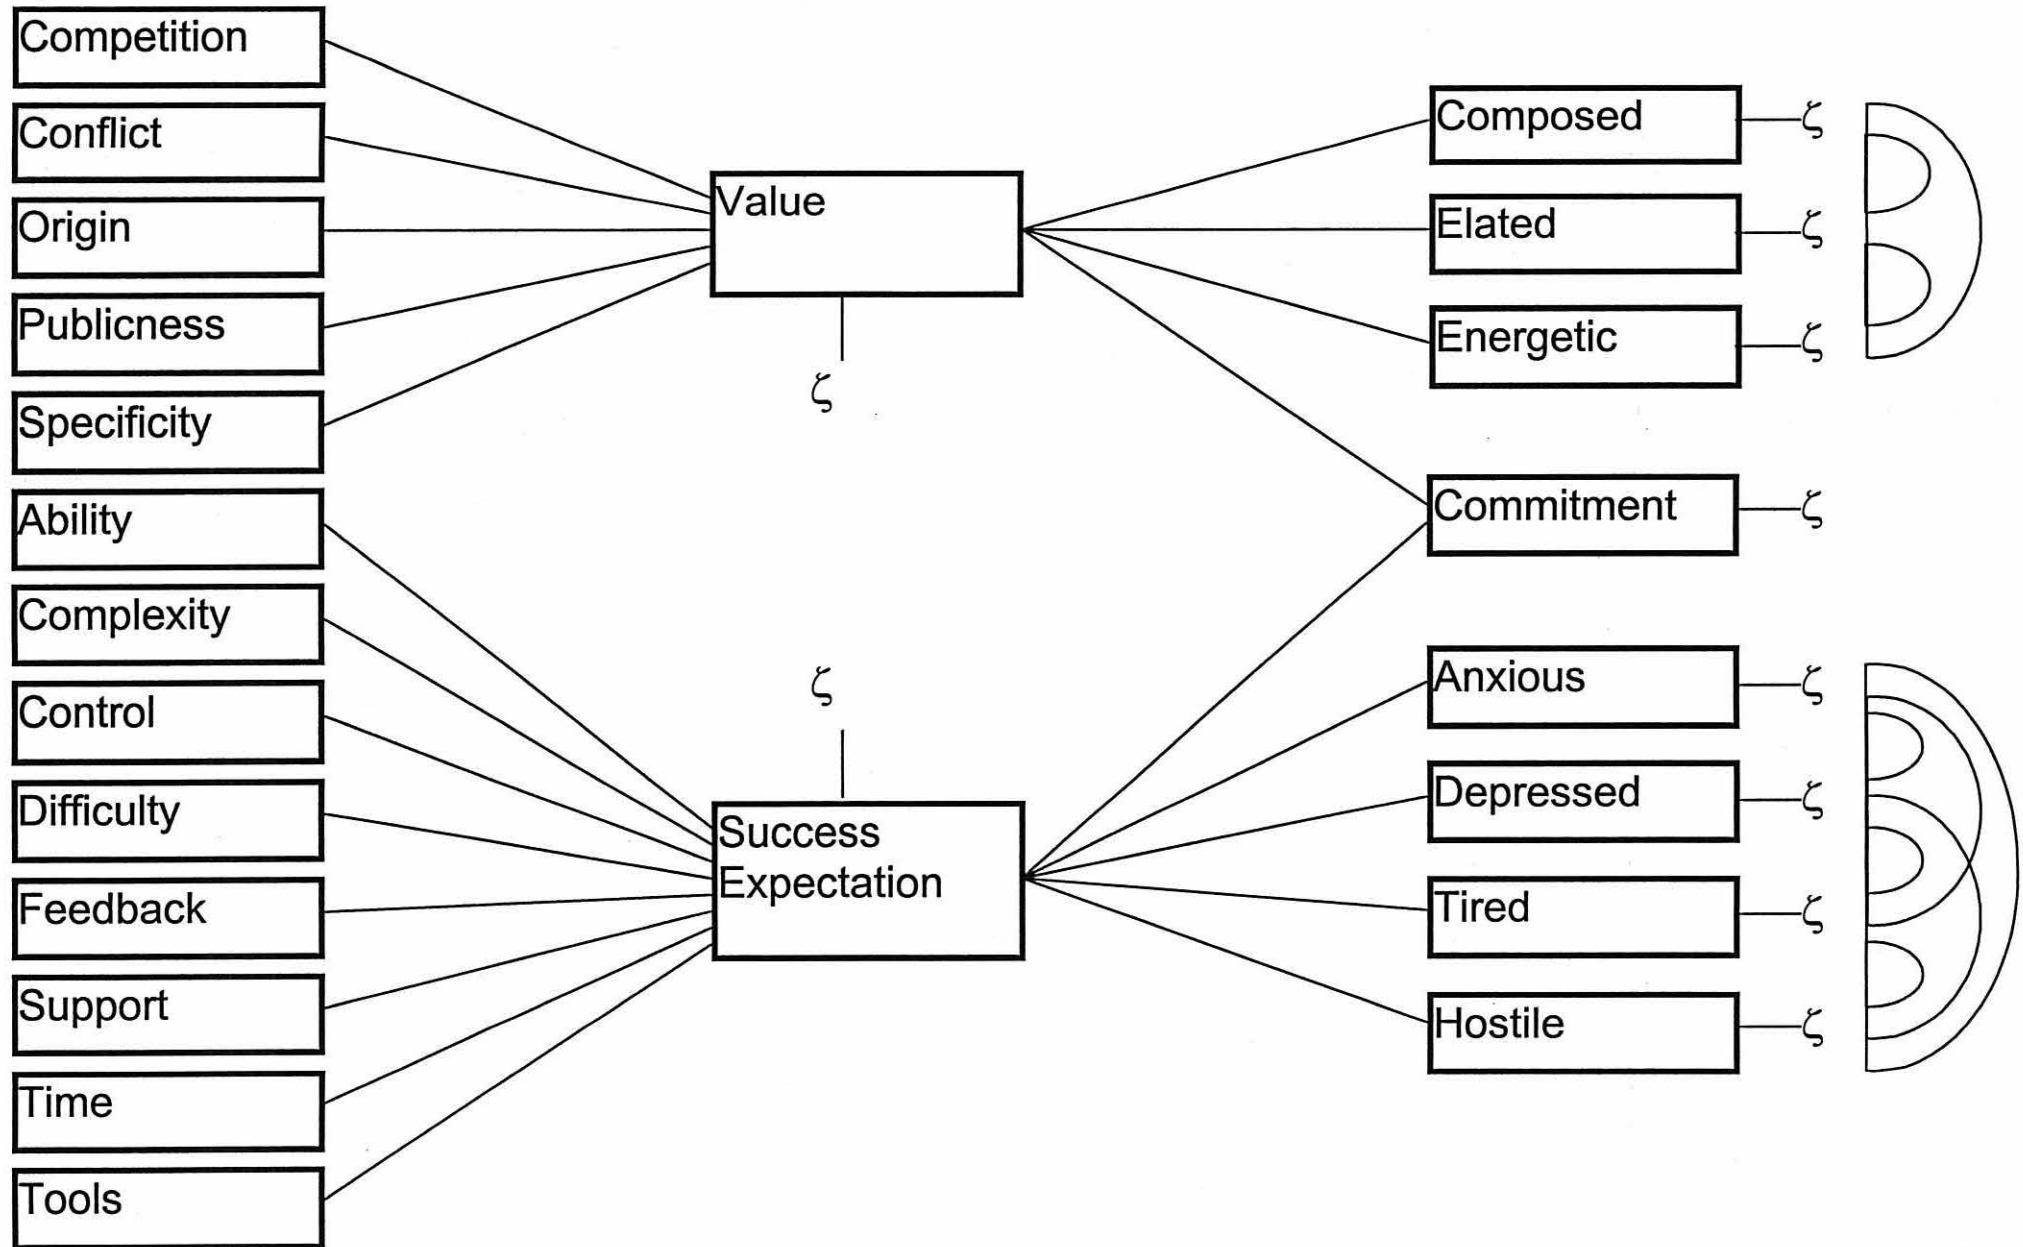 Competition
Conflict
Origin
Publicness
Specificity
Ability
Complexity
Control
Difficulty
Feedback
Support
Time
Tools
Value
ζ
ζ
Success
Expectation
Composed
ζ
Elated
ζ
Energetic
ζ
Commitment
ζ
Anxious
ζ
Depressed
ζ
Tired
ζ
Hostile
ζ